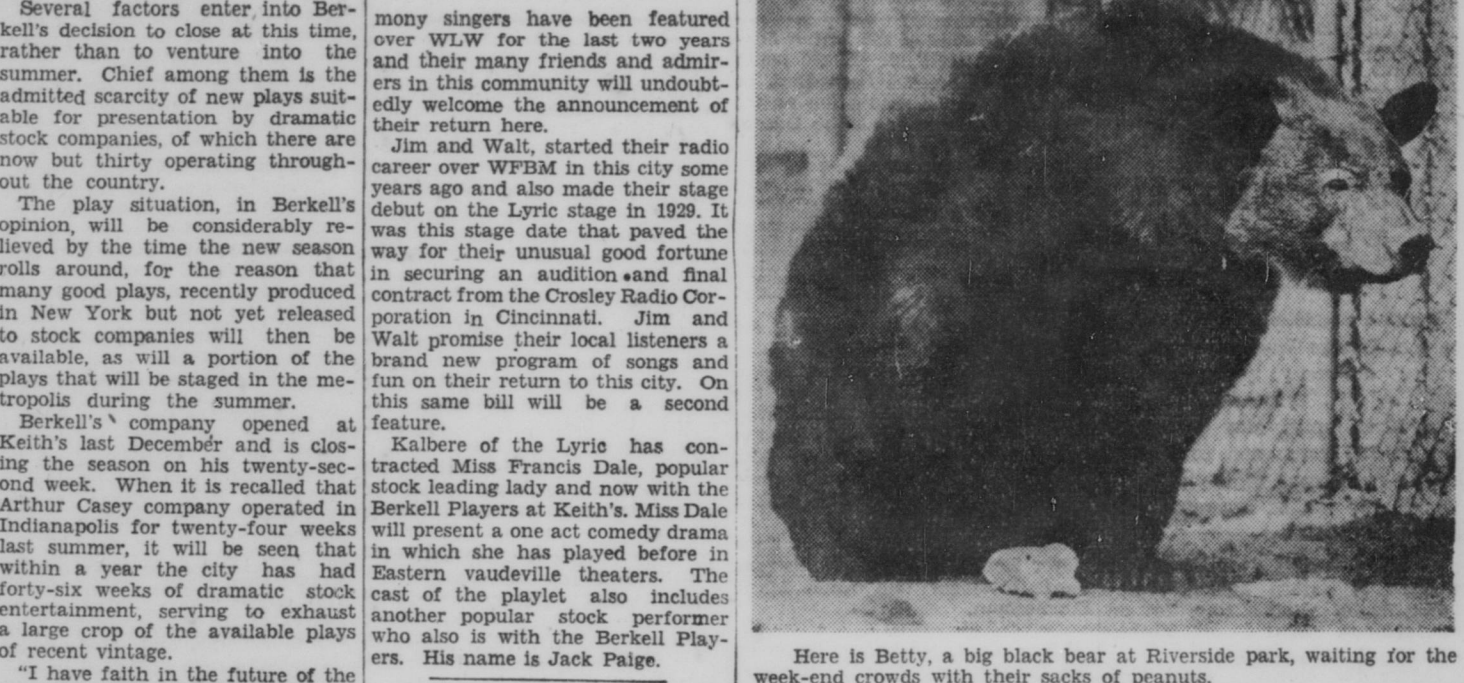 Several factors enter into Ber-
kell's decision to close at this time,
rather than to venture into the
summer. Chief among them is the
admitted scarcity of new plays suit-
able for presentation by dramatic
stock companies, of which there are
now but thirty operating through-
out the country.
The play situation, in Berkell's
opinion, will be considerably re-
lieved by the time the new season
rolls around, for the reason that
many good plays, recently produced
in New York but not yet released
to stock companies will then be
available, as will a portion of the
plays that will be staged in the me-
tropolis during the summer.
Berkell's company opened at
Keith's last December and is clos-
ing the season on his twenty-sec-
ond week. When it is recalled that
Arthur Casey company operated in
Indianapolis for twenty-four weeks
last summer, it will be seen that
within a year the city has had
forty-six weeks of dramatic stock
entertainment, serving to exhaust
a large crop of the available plays
of recent vintage.
"I have faith in the future of the
mony singers have been featured
over WLW for the last two years
and their many friends and admir-
ers in this community will undoubt-
edly welcome the announcement of
their return here.
Jim and Walt, started their radio
career over WFBM in this city some
years ago and also made their stage
debut on the Lyric stage in 1929. It
was this stage date that paved the
way for their unusual good fortune
in securing an audition and final
contract from the Crosley Radio Cor-
poration in Cincinnati. Jim and
Walt promise their local listeners a
brand new program of songs and
fun on their return to this city. On
this same bill will be a second
feature.
Kalbere of the Lyric has con-
tracted Miss Francis Dale, popular
stock leading lady and now with the
Berkell Players at Keith's. Miss Dale
will present a one act comedy drama
in which she has played before in
Eastern vaudeville theaters. The
cast of the playlet also includes
another popular stock performer
who also is with the Berkell Play-
ers. His name is Jack Paige.
Here is Betty, a big black bear at Riverside park, waiting for the
week-end crowds with their sacks of peanuts.